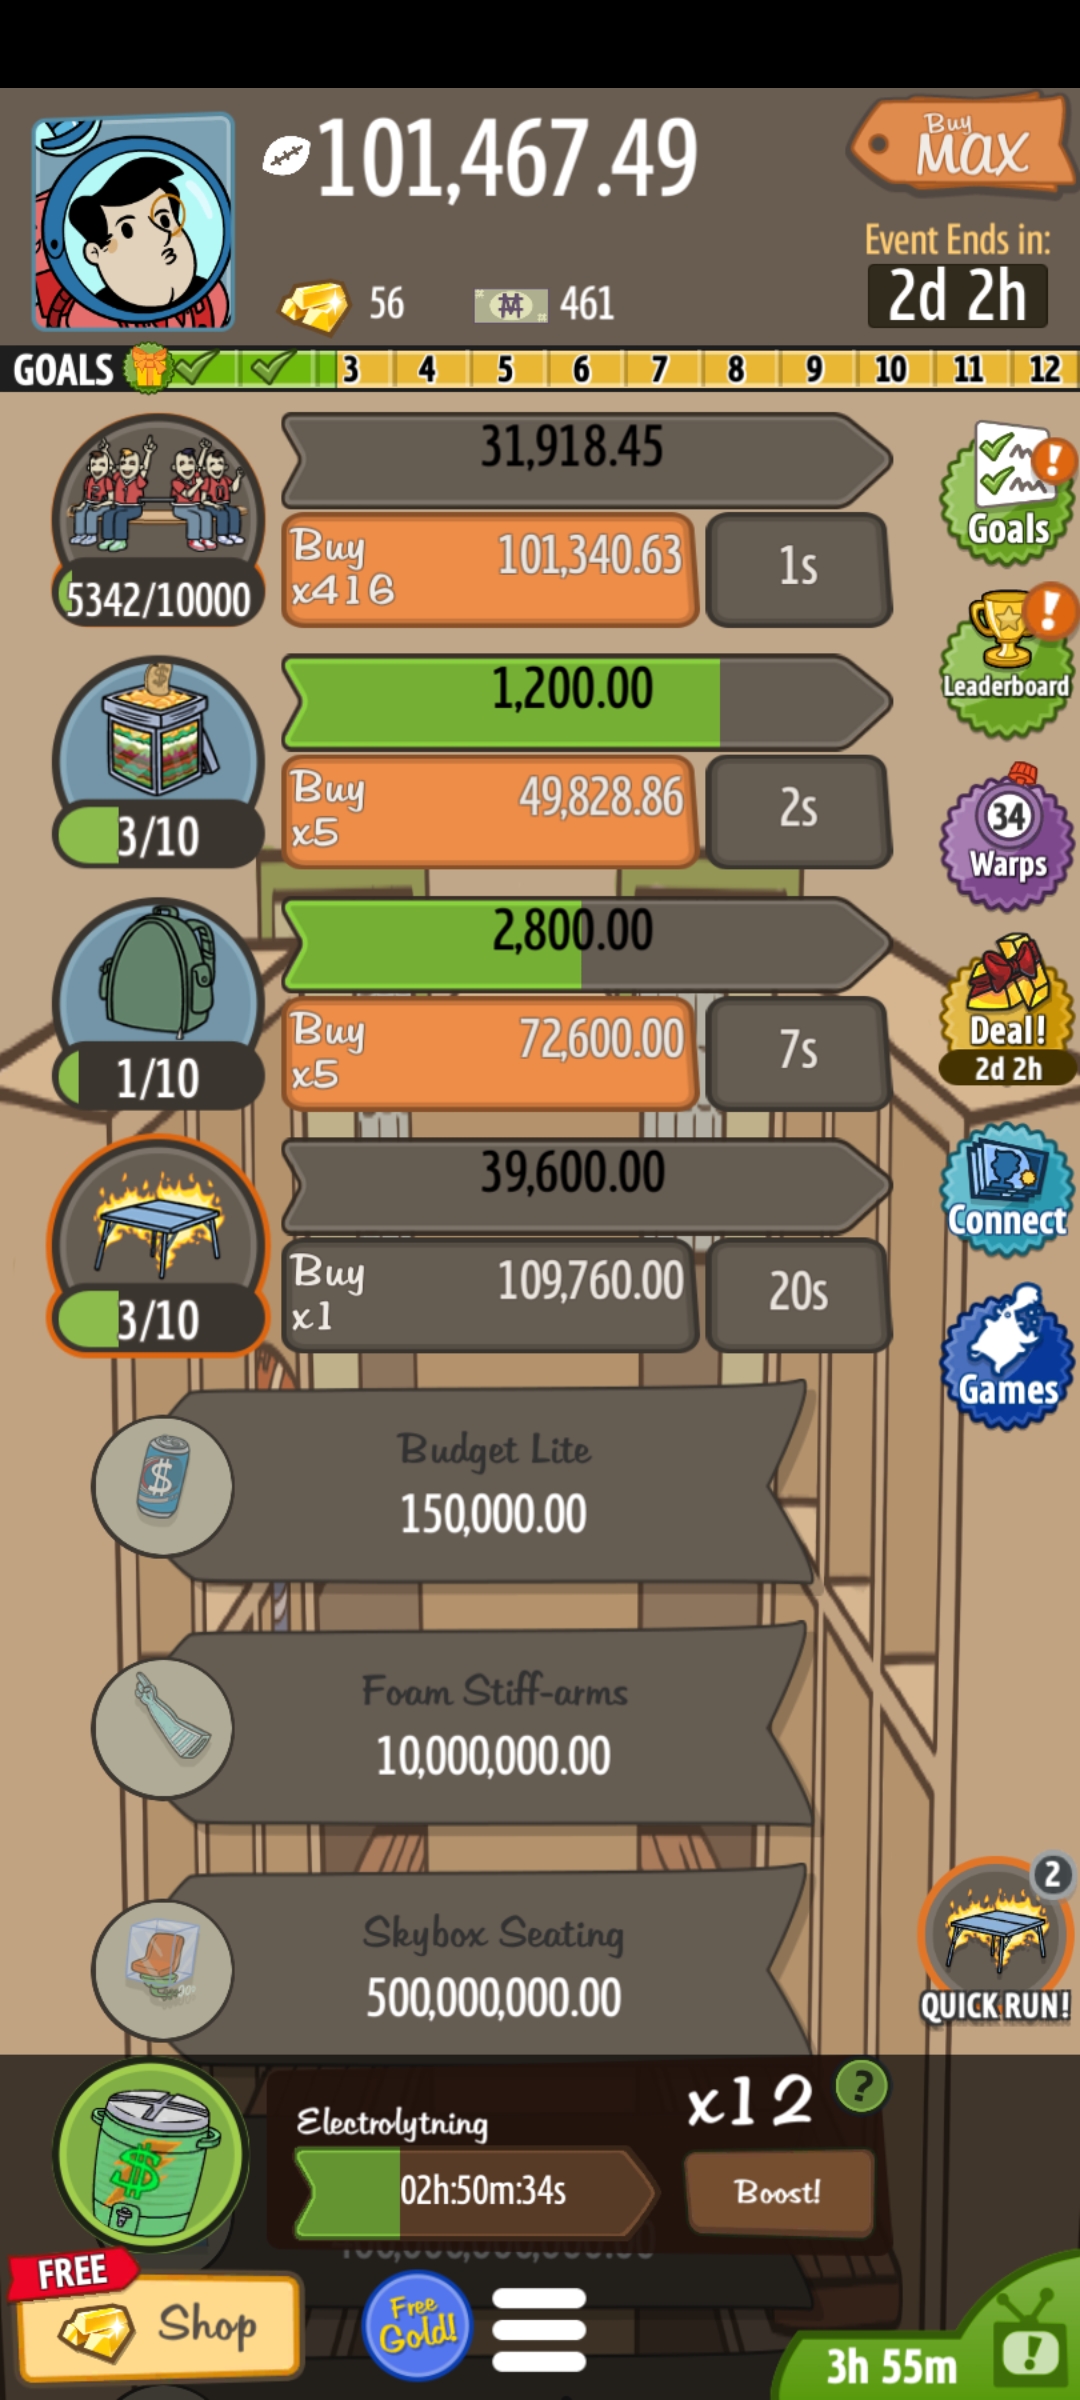 101,467.49
Buy
MAX
Event Ends in:
2d 2h
56
461
GOALS 3 4 5 6 7 8 9 10 11 12
31,918.45
Buy
x416
101,340.63
1s
5342/10000
1,200.00
Buy
x5
49,828.86
2s
3/10
2,800.00
Buy
x5
72,600.00
7s
1/10
39,600.00
Buy
x1
109,760.00
20s
3/10
Goals
Leaderboard
34
Warps
Deal!
2d 2h
Connect
Games
Budget Lite
150,000.00
Foam Stiff-arms
10,000,000.00
Skybox Seating
500,000,000.00
2
QUICK RUN!
Electrolytning
x12
?
02h:50m:34s
Boost!
FREE
Shop
Free
Gold!
3h 55m